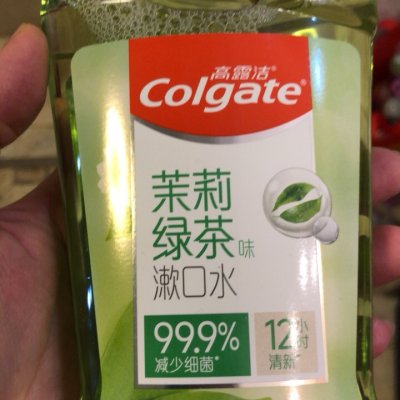 高露洁®
Colgate®
茉莉
绿茶味
漱口水
99.9%
减少细菌*
12小时
清新*